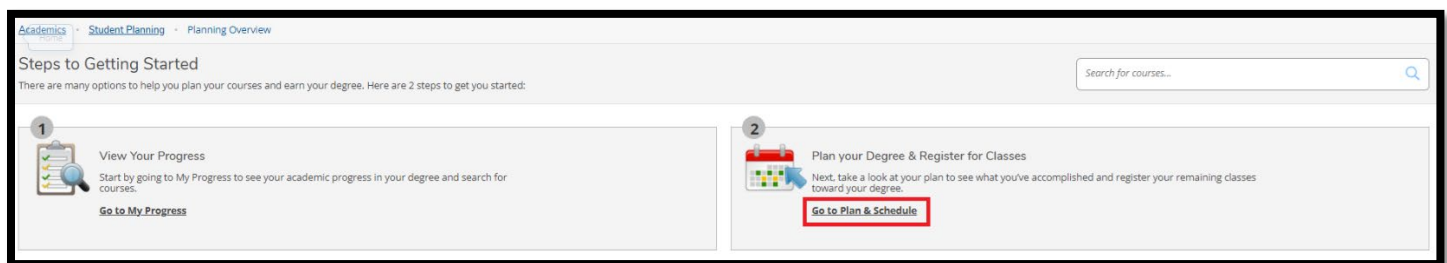 Academics · Student Planning · Planning Overview
Home
Steps to Getting Started
There are many options to help you plan your courses and earn your degree. Here are 2 steps to get you started:
Search for courses...
1
View Your Progress
Start by going to My Progress to see your academic progress in your degree and search for
courses.
Go to My Progress
2
Plan your Degree & Register for Classes
Next, take a look at your plan to see what you've accomplished and register your remaining classes
toward your degree.
Go to Plan & Schedule